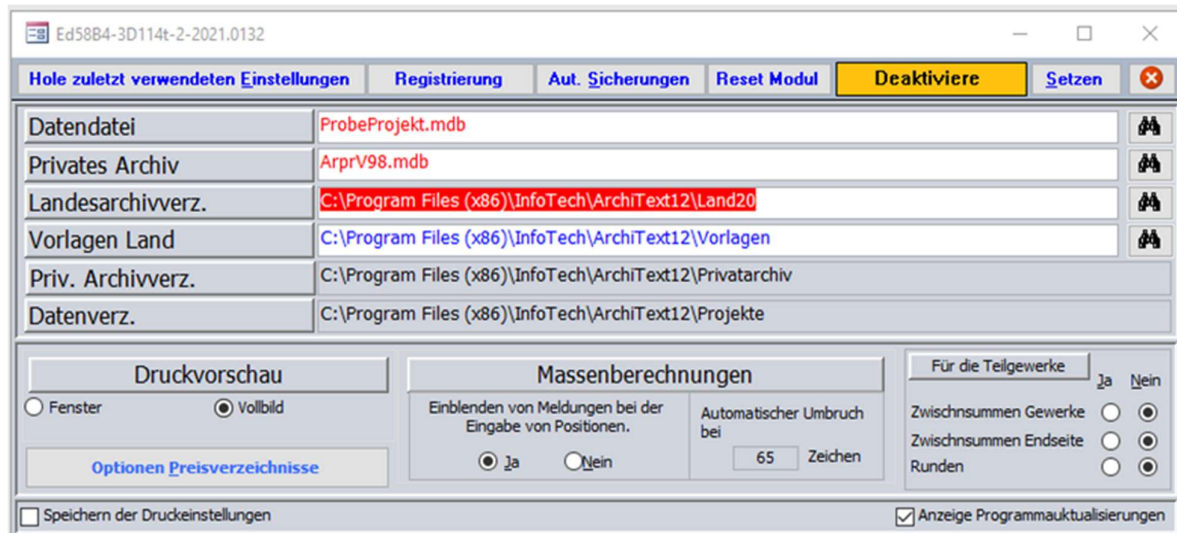 Ed58B4-3D114t-2-2021.0132
Hole zuletzt verwendeten Einstellungen Registrierung Aut. Sicherungen Reset Modul Deaktiviere Setzen
Datendatei ProbeProjekt.mdb
Privates Archiv ArprV98.mdb
Landesarchivverz. C:\Program Files (x86)\InfoTech\ArchiText12\Land20
Vorlagen Land C:\Program Files (x86)\InfoTech\ArchiText12\Vorlagen
Priv. Archivverz. C:\Program Files (x86)\InfoTech\ArchiText12\Privatarchiv
Datenverz. C:\Program Files (x86)\InfoTech\ArchiText12\Projekte
Druckvorschau
Fenster Vollbild
Optionen Preisverzeichnisse
Massenberechnungen
Einblenden von Meldungen bei der
Eingabe von Positionen.
Ja Nein
Automatischer Umbruch
bei
65 Zeichen
Für die Teilgewerke Ja Nein
Zwischnsummen Gewerke
Zwischnsummen Endseite
Runden
Speichern der Druckeinstellungen Anzeige Programmauktualisierungen